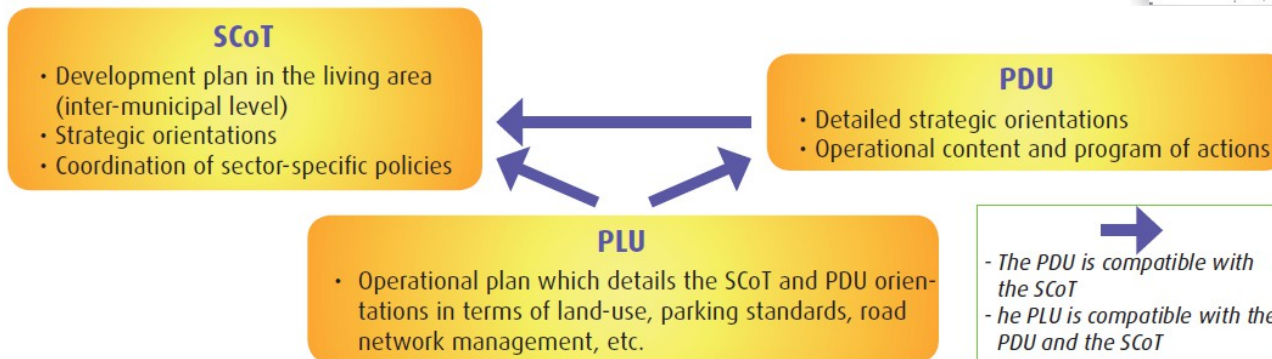 SCoT
• Development plan in the living area
(inter-municipal level)
• Strategic orientations
• Coordination of sector-specific policies
PDU
• Detailed strategic orientations
• Operational content and program of actions
PLU
• Operational plan which details the SCoT and PDU orien-
tations in terms of land-use, parking standards, road
network management, etc.
- The PDU is compatible with
the SCoT
- he PLU is compatible with the
PDU and the SCoT